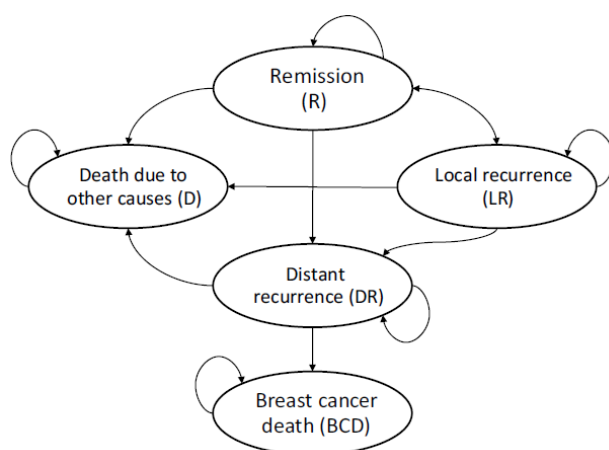 Remission
(R)
Death due to
other causes (D)
Local recurrence
(LR)
Distant
recurrence (DR)
Breast cancer
death (BCD)